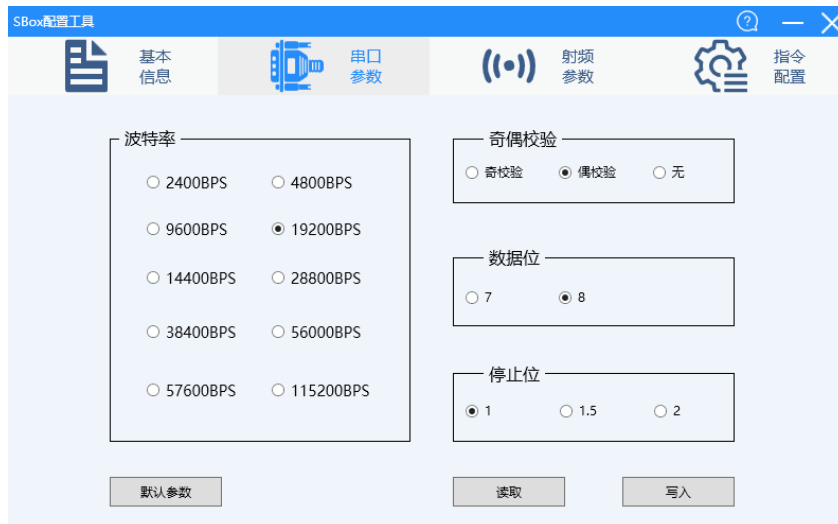 SBox配置工具
基本
信息
串口
参数
射频
参数
指令
配置
波特率
2400BPS
4800BPS
9600BPS
19200BPS
14400BPS
28800BPS
38400BPS
56000BPS
57600BPS
115200BPS
奇偶校验
奇校验
偶校验
无
数据位
7
8
停止位
1
1.5
2
默认参数
读取
写入